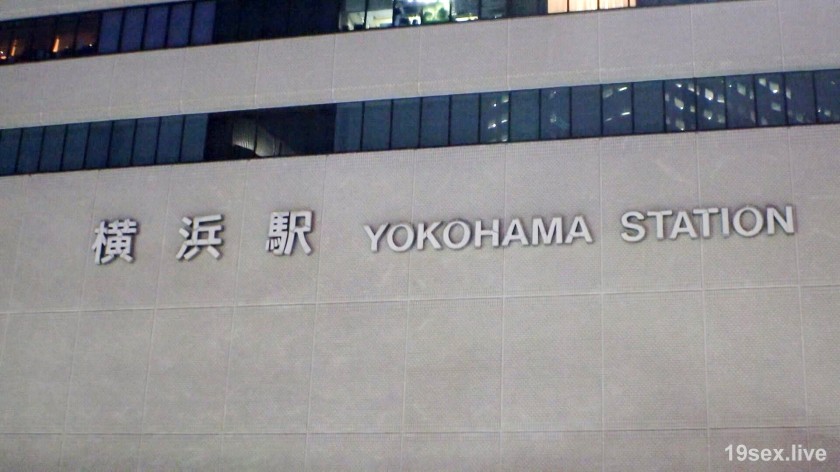 横浜駅 YOKOHAMA STATION
19sex.live